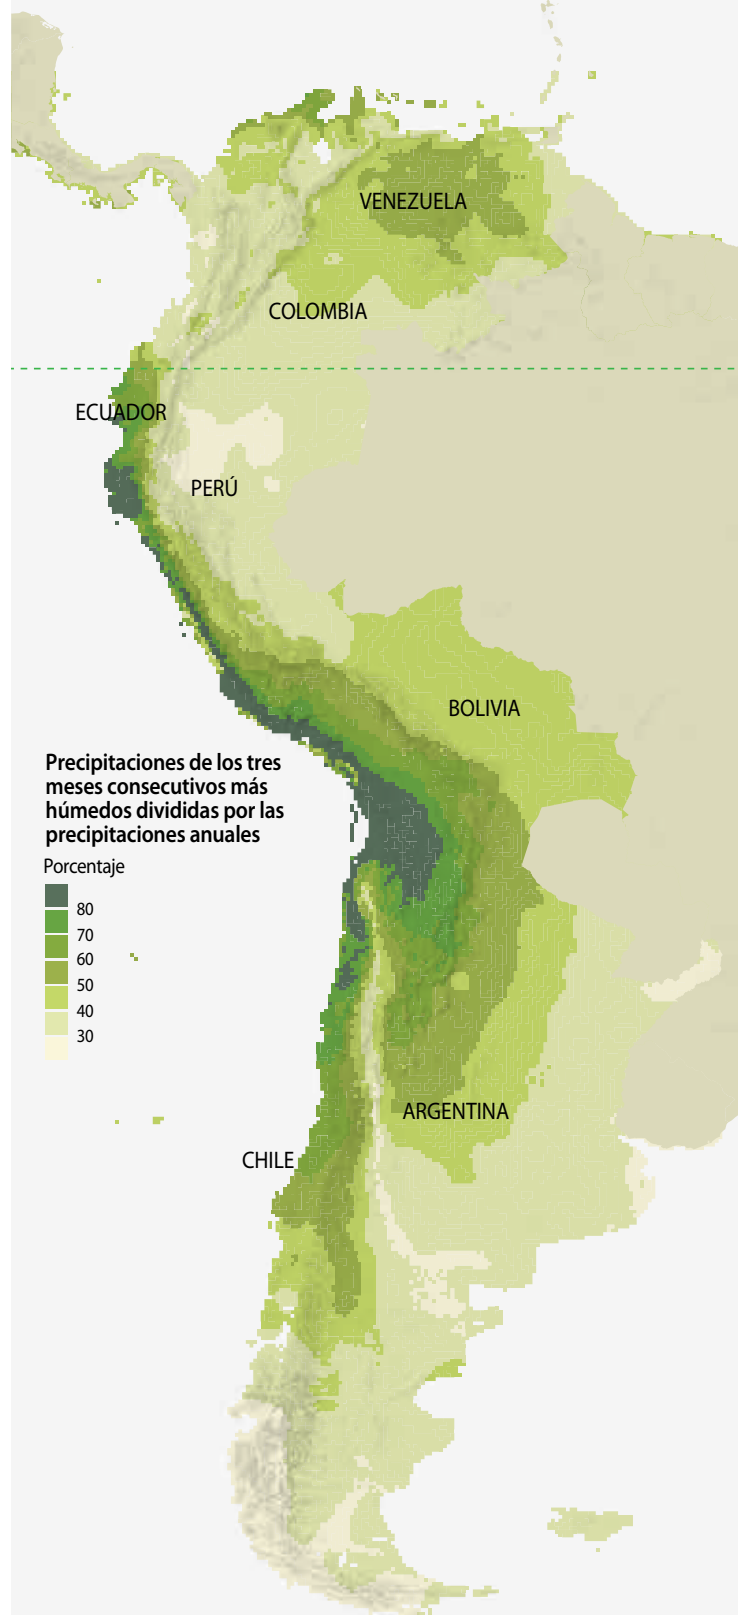 VENEZUELA
COLOMBIA
ECUADOR
PERÚ
BOLIVIA
Precipitaciones de los tres
meses consecutivos más
húmedos divididas por las
precipitaciones anuales
Porcentaje
80
70
60
50
40
30
ARGENTINA
CHILE